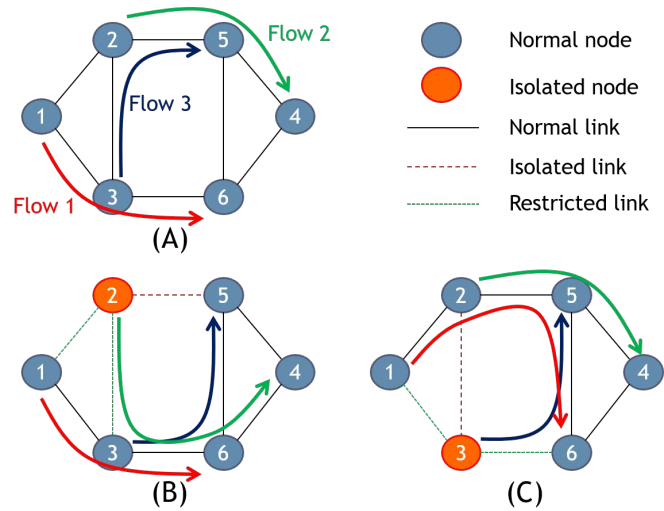 2
5
Flow 2
Normal node
1
Flow 3
4
Isolated node
Normal link
Isolated link
3
6
Flow 1
Restricted link
(A)
2
5
1
4
3
6
(B)
2
5
1
4
3
6
(C)